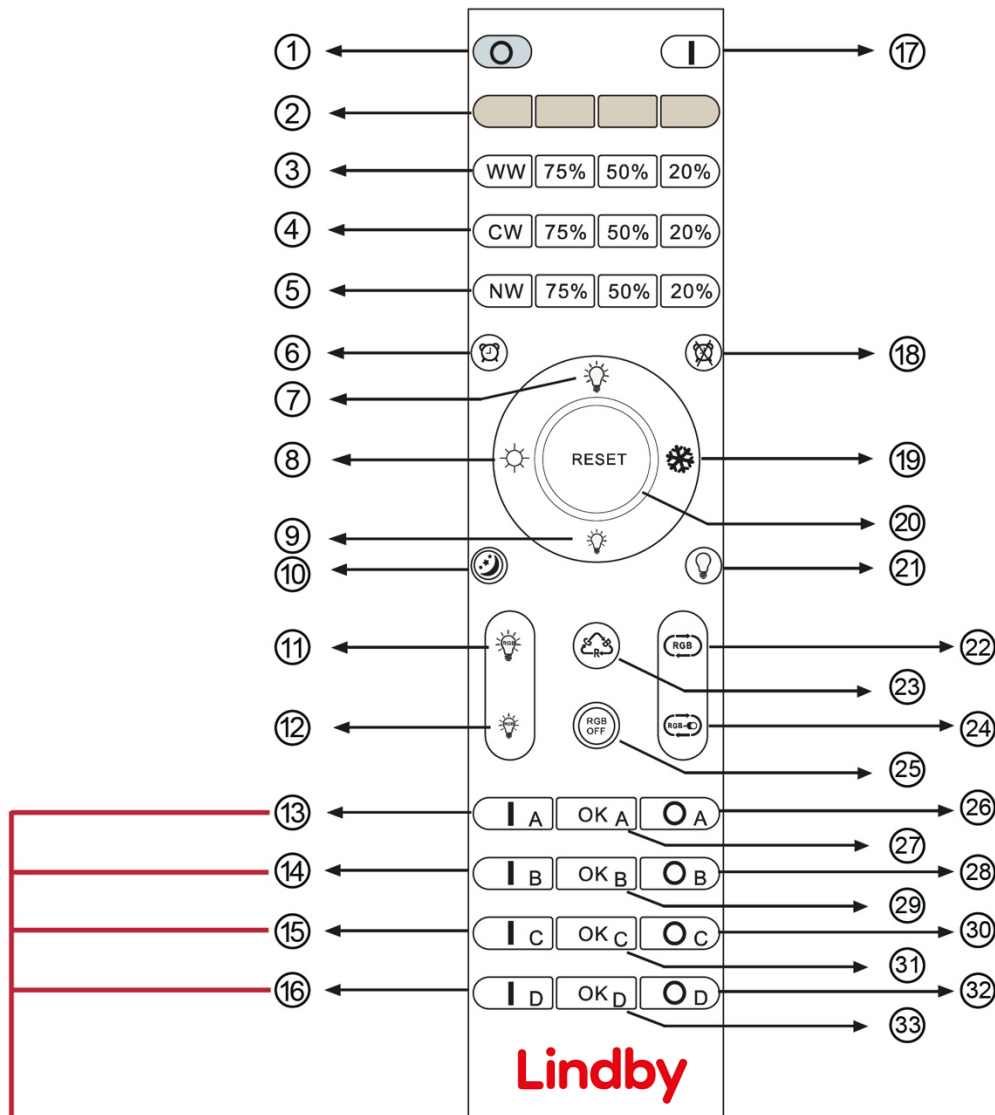 ① O I ⑰
②
③ WW 75% 50% 20%
④ CW 75% 50% 20%
⑤ NW 75% 50% 20%
⑥ ⑱
⑦
⑧ RESET ⑲
⑨ ⑳
⑩ ㉑
⑪ RGB RGB ㉒
R ㉓
⑫ RGB RGB OFF RGB ㉔
㉕
⑬ I A OK A O A ㉖
㉗
⑭ I B OK B O B ㉘
㉙
⑮ I C OK C O C ㉚
㉛
⑯ I D OK D O D ㉜
㉝
Lindby